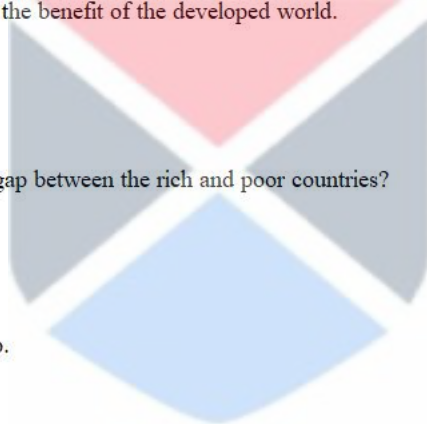 the benefit of the developed world.
gap between the rich and poor countries?